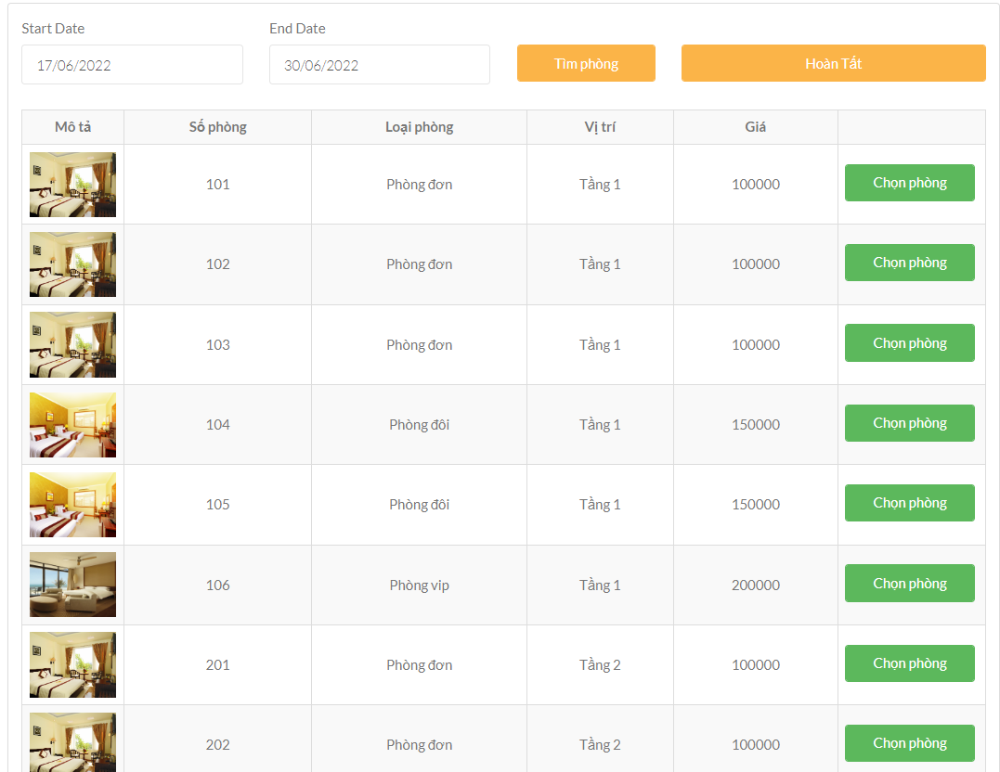 Start Date End Date
17/06/2022 30/06/2022 Tìm phòng Hoàn Tất
Mô tả Số phòng Loại phòng Vị trí Giá
101 Phòng đơn Tầng 1 100000 Chọn phòng
102 Phòng đơn Tầng 1 100000 Chọn phòng
103 Phòng đơn Tầng 1 100000 Chọn phòng
104 Phòng đôi Tầng 1 150000 Chọn phòng
105 Phòng đôi Tầng 1 150000 Chọn phòng
106 Phòng vip Tầng 1 200000 Chọn phòng
201 Phòng đơn Tầng 2 100000 Chọn phòng
202 Phòng đơn Tầng 2 100000 Chọn phòng